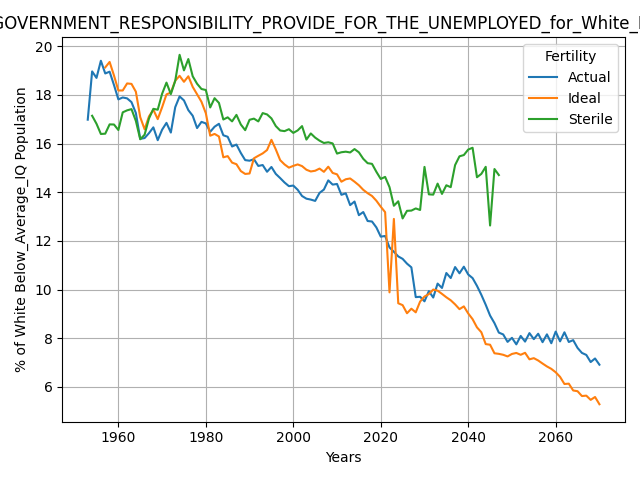 GOVERNMENT_RESPONSIBILITY_PROVIDE_FOR_THE_UNEMPLOYED_for_White_
Fertility
Actual
Ideal
Sterile
% of White Below_Average_IQ Population
20
18
16
14
12
10
8
6
1960
1980
2000
2020
2040
2060
Years